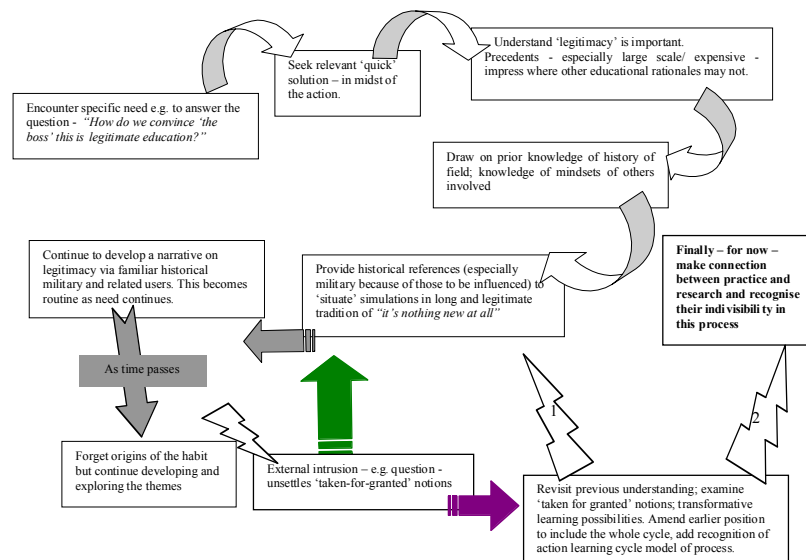 Encounter specific need e.g. to answer the
question - “How do we convince ‘the
boss’ this is legitimate education?”
Seek relevant ‘quick’
solution – in midst of
the action.
Understand ‘legitimacy’ is important.
Precedents - especially large scale/ expensive -
impress where other educational rationales may not.
Draw on prior knowledge of history of
field; knowledge of mindsets of others
involved
Provide historical references (especially
military because of those to be influenced) to
‘situate’ simulations in long and legitimate
tradition of “it’s nothing new at all”
Continue to develop a narrative on
legitimacy via familiar historical
military and related users. This becomes
routine as need continues.
As time passes
Forget origins of the habit
but continue developing and
exploring the themes
External intrusion – e.g. question -
unsettles ‘taken-for-granted’ notions
1
Revisit previous understanding; examine
‘taken for granted’ notions; transformative
learning possibilities. Amend earlier position
to include the whole cycle, add recognition of
action learning cycle model of process.
2
Finally – for now –
make connection
between practice and
research and recognise
their indivisibility in
this process